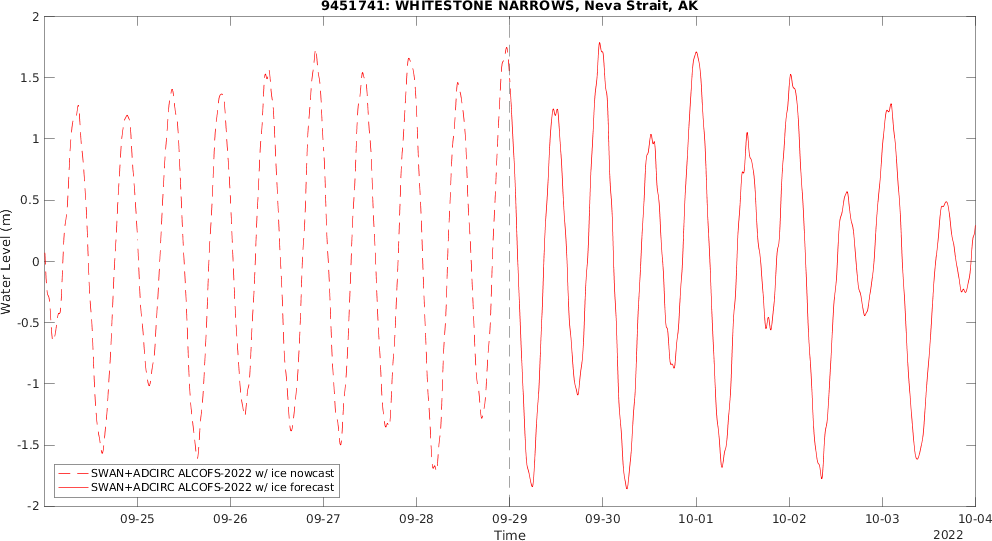 9451741: WHITESTONE NARROWS, Neva Strait, AK
2
1.5
1
0.5
0
-0.5
-1
-1.5
-2
Water Level (m)
SWAN+ADCIRC ALCOFS-2022 w/ ice nowcast
SWAN+ADCIRC ALCOFS-2022 w/ ice forecast
09-25 09-26 09-27 09-28 09-29 09-30 10-01 10-02 10-03 10-04
Time
2022